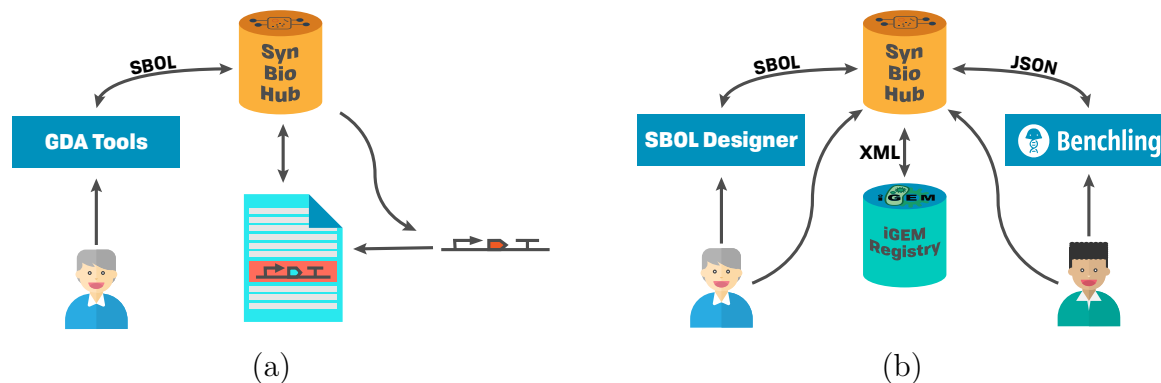 SBOL
Syn
Bio
Hub
GDA Tools
(a)
SBOL
Syn
Bio
Hub
JSON
SBOL Designer
Benchling
XML
iGEM
iGEM
Registry
(b)